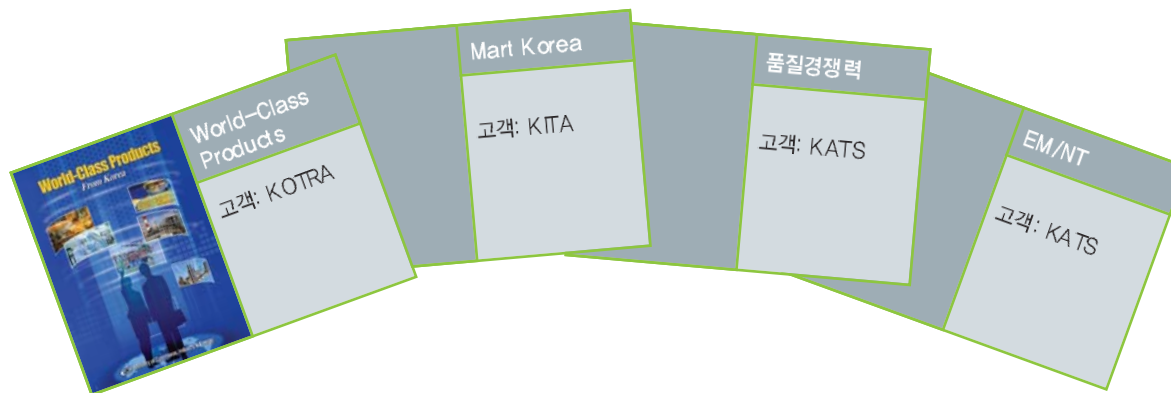 World-Class Products
From Korea
World-Class
Products
고객: KOTRA
Mart Korea
고객: KITA
품질경쟁력
고객: KATS
EM/NT
고객: KATS